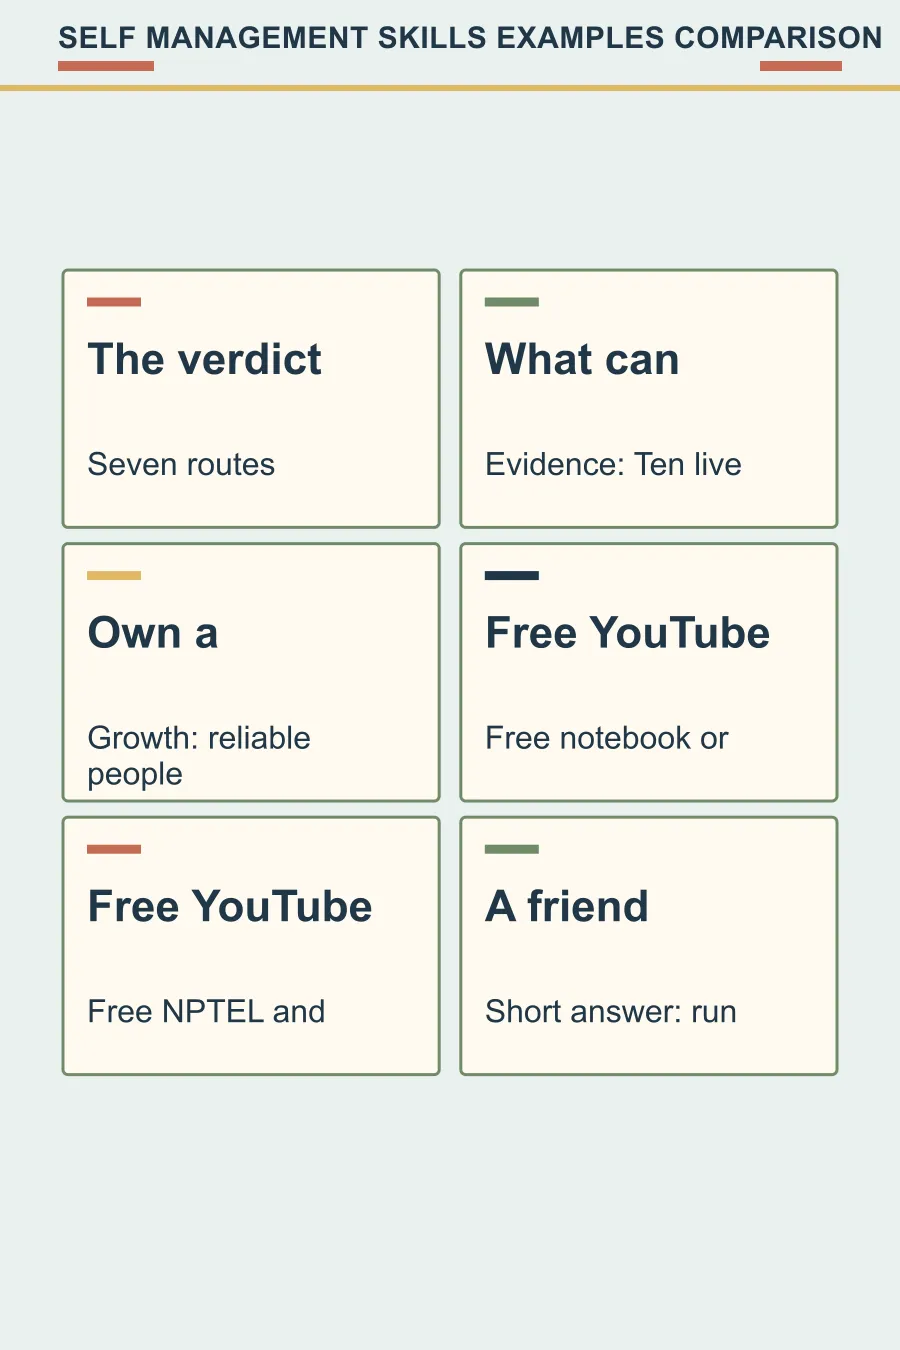 SELF MANAGEMENT SKILLS EXAMPLES COMPARISON
The verdict
Seven routes
What can
Evidence: Ten live
Own a
Growth: reliable
people
Free YouTube
Free notebook or
Free YouTube
Free NPTEL and
A friend
Short answer: run